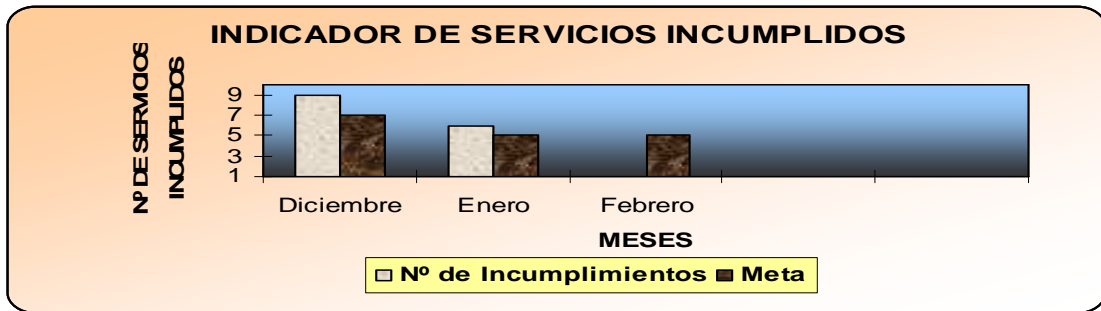 INDICADOR DE SERVICIOS INCUMPLIDOS
Nº DE SERVICIOS
INCUMPLIDOS
9
7
5
3
1
Diciembre Enero Febrero
MESES
Nº de Incumplimientos Meta